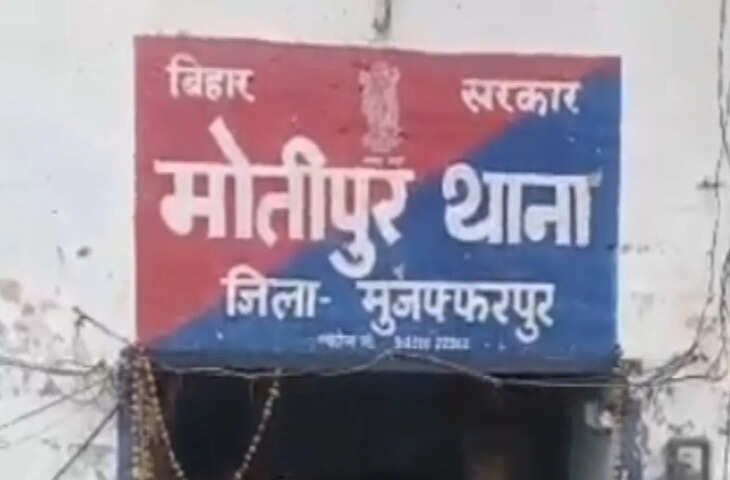 बिहार सरकार
मोतीपुर थाना
जिला- मुजफ्फरपुर